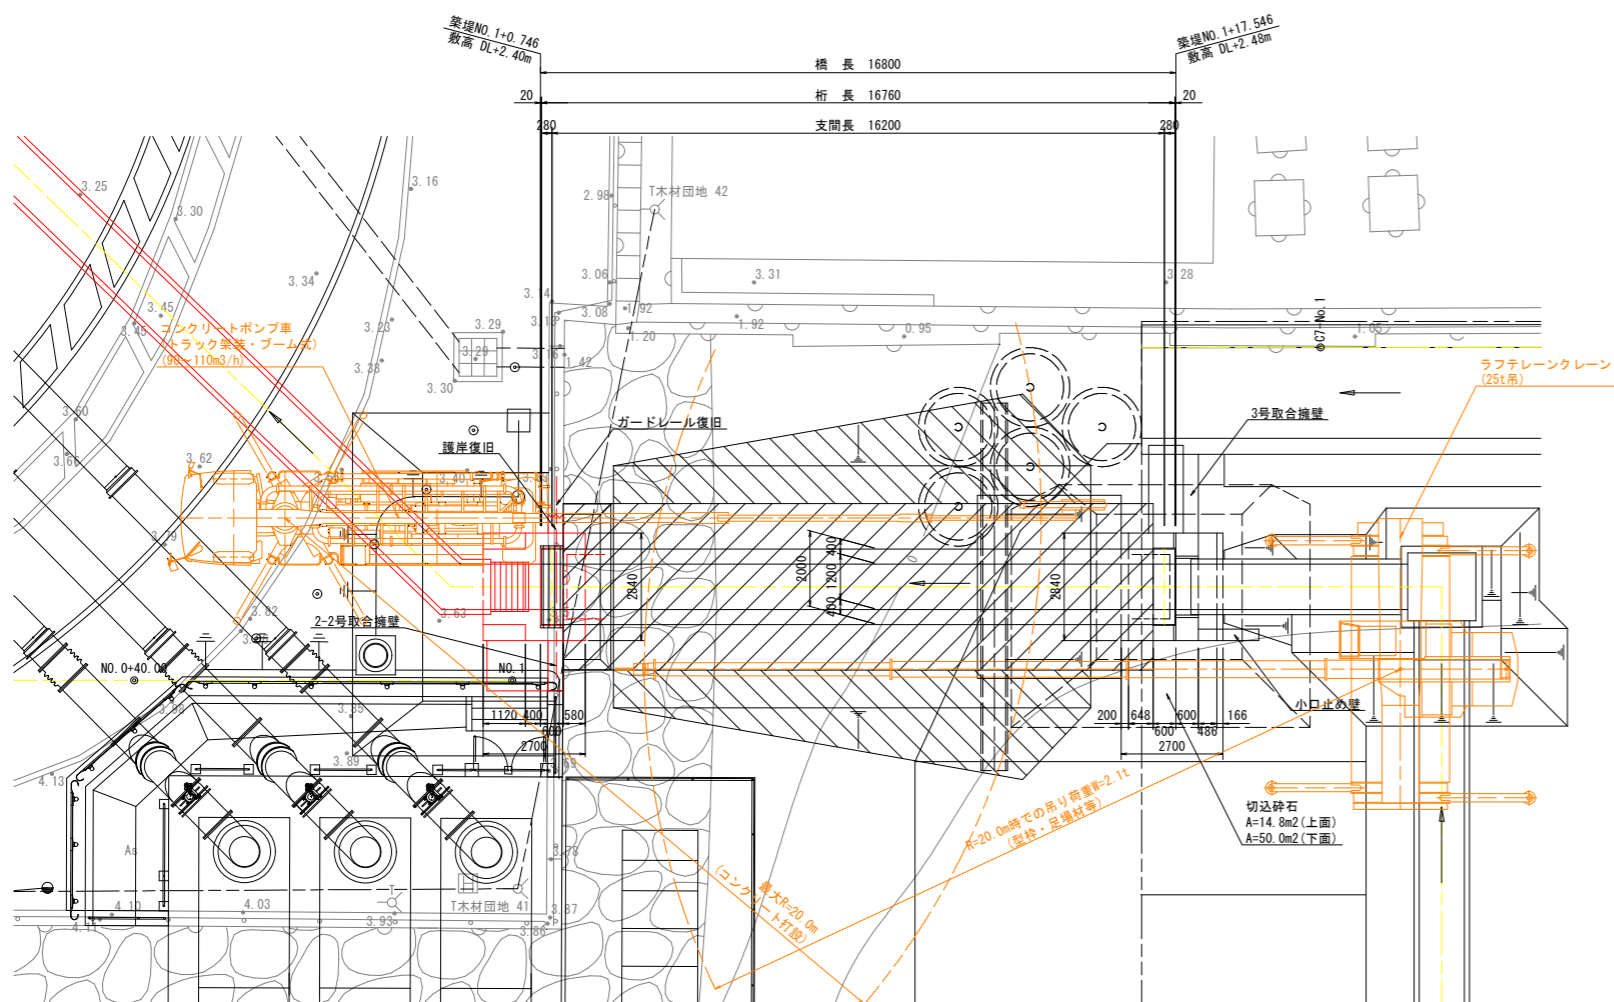 築堤NO.1+0.746
敷高 DL+2.40m
築堤NO.1+17.546
敷高 DL+2.48m
橋 長 16800
20
桁 長 16760
20
280
支間長 16200
280
3.25
3.16
3.30
2.98
T木材団地 42
3.34
3.06
3.31
3.28
3.14
3.45
3.45
3.23
3.29
3.08
1.92
3.13
1.92
1.20
0.95
1.05
C7-No.1
コンクリートポンプ車
(トラック架装・ブーム式)
(90~110m3/h)
3.38
3.29
3.16
1.42
3.30
ラフテレーンクレーン
(25t吊)
3.60
3号取合擁壁
ガードレール復旧
護岸復旧
3.66
3.62
3.40
3.79
2840
2000
400
1200
400
2840
3.82
3.63
2-2号取合擁壁
NO.0+40.00
NO.1
3.98
3.85
1120
400
580
600
2700
200
648
600
166
600
486
2700
小口止め壁
3.89
3.69
4.13
R=20.0m時での吊り荷重W=2.1t
(型枠・足場材等)
切込砕石
A=14.8m2(上面)
A=50.0m2(下面)
As
3.78
最大R=20.0m
(コンクリート打設)
T
T木材団地 41
4.10
4.03
3.93
3.87
3.86
4.11